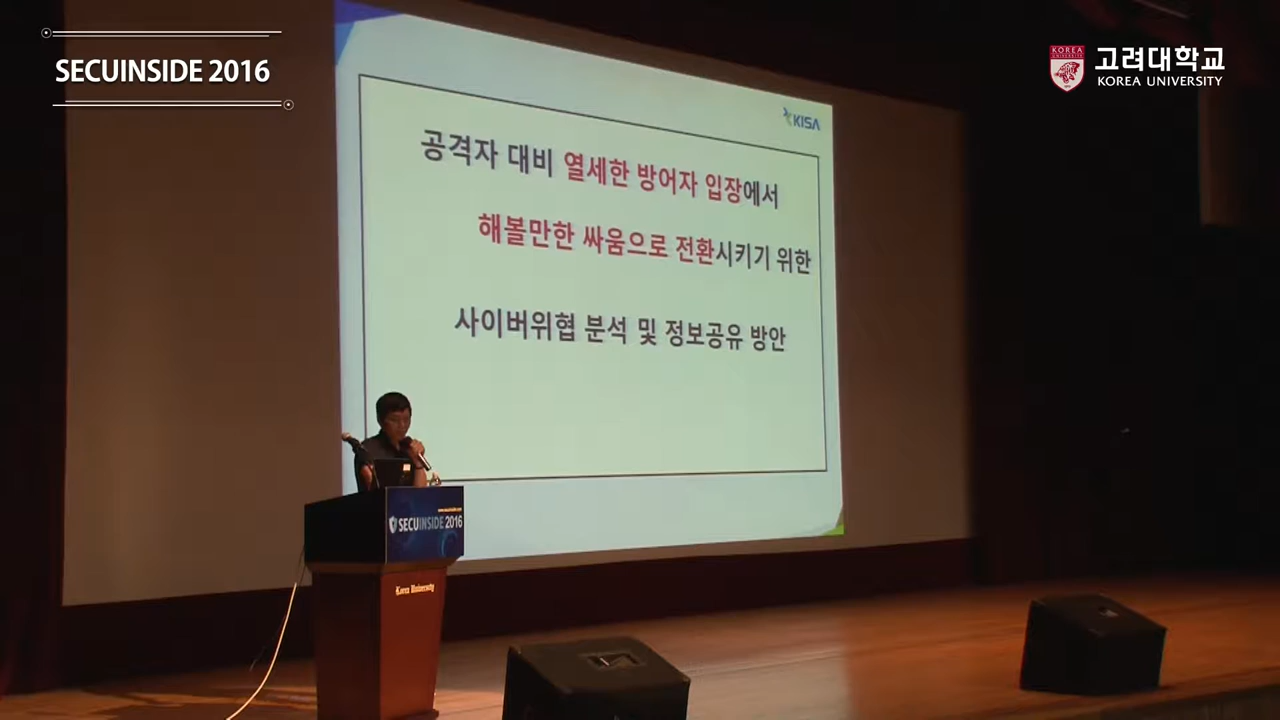 SECUINSIDE 2016
KOREA
고려대학교
KOREA UNIVERSITY
KISA
공격자 대비 열세한 방어자 입장에서
해볼만한 싸움으로 전환시키기 위한
사이버위협 분석 및 정보공유 방안
SECUINSIDE 2016
Korea University